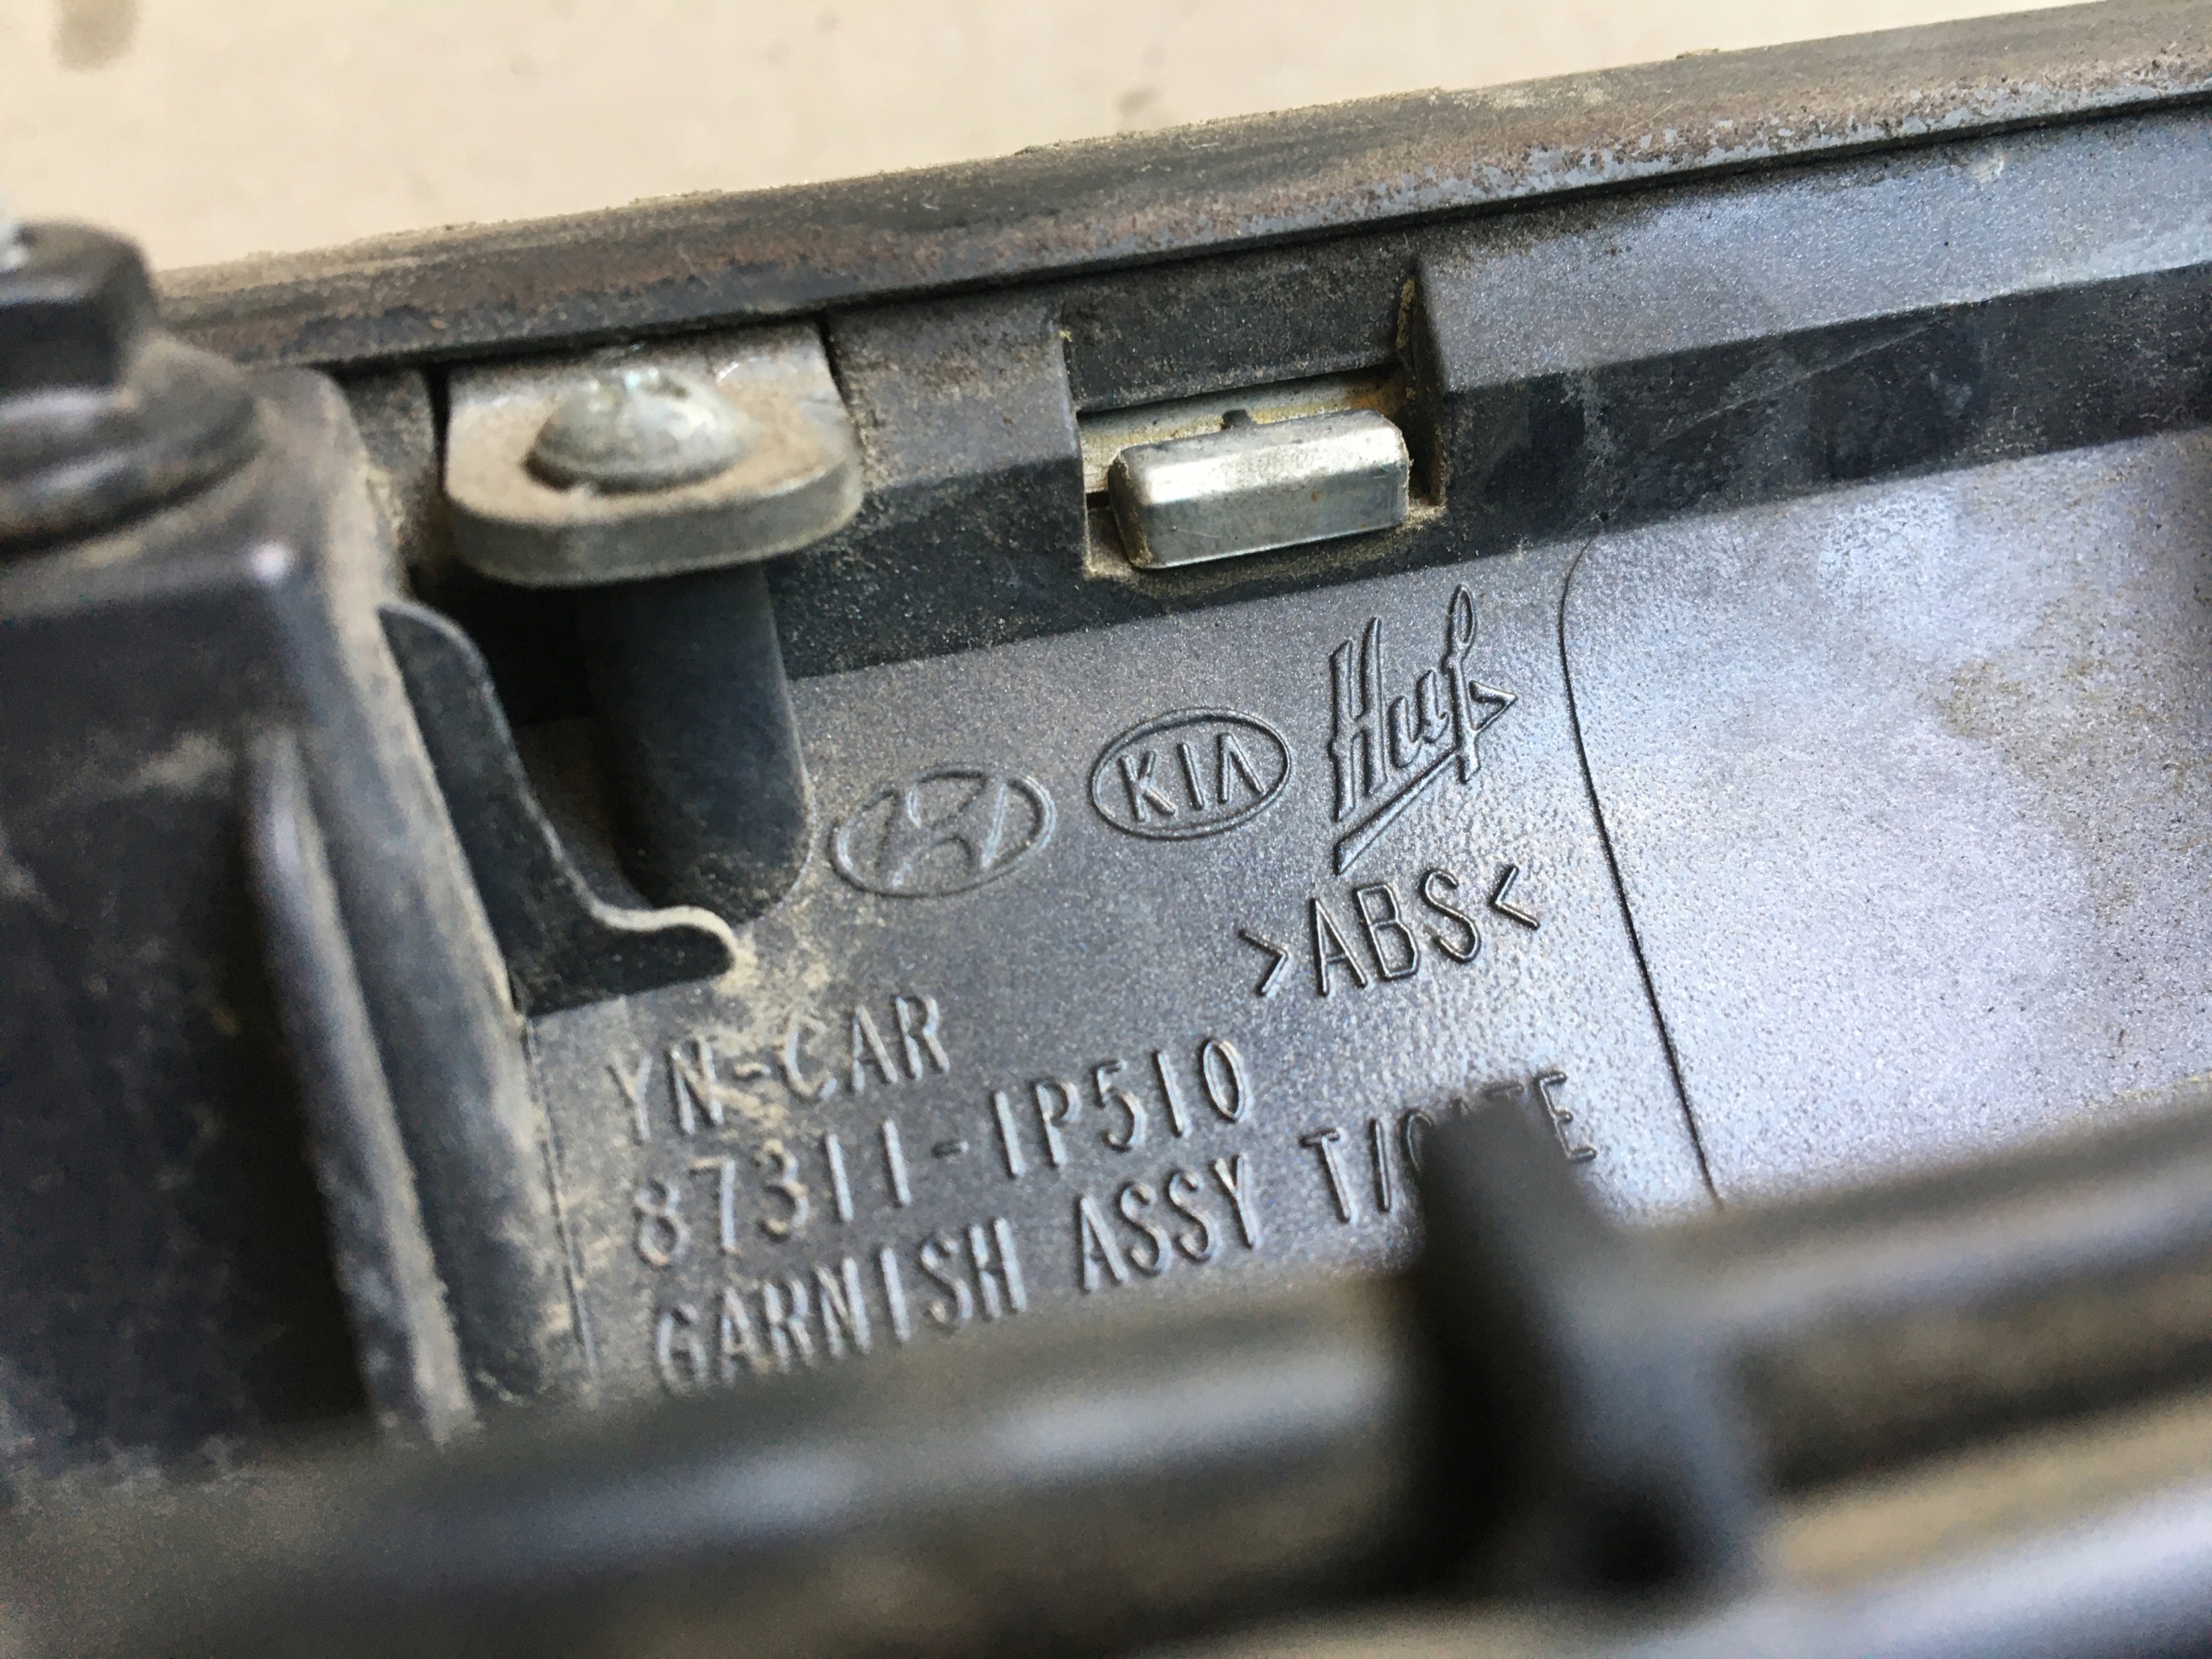 KIA
Huf
>ABS<
YN-CAR
87311-1P510
GARNISH ASSY